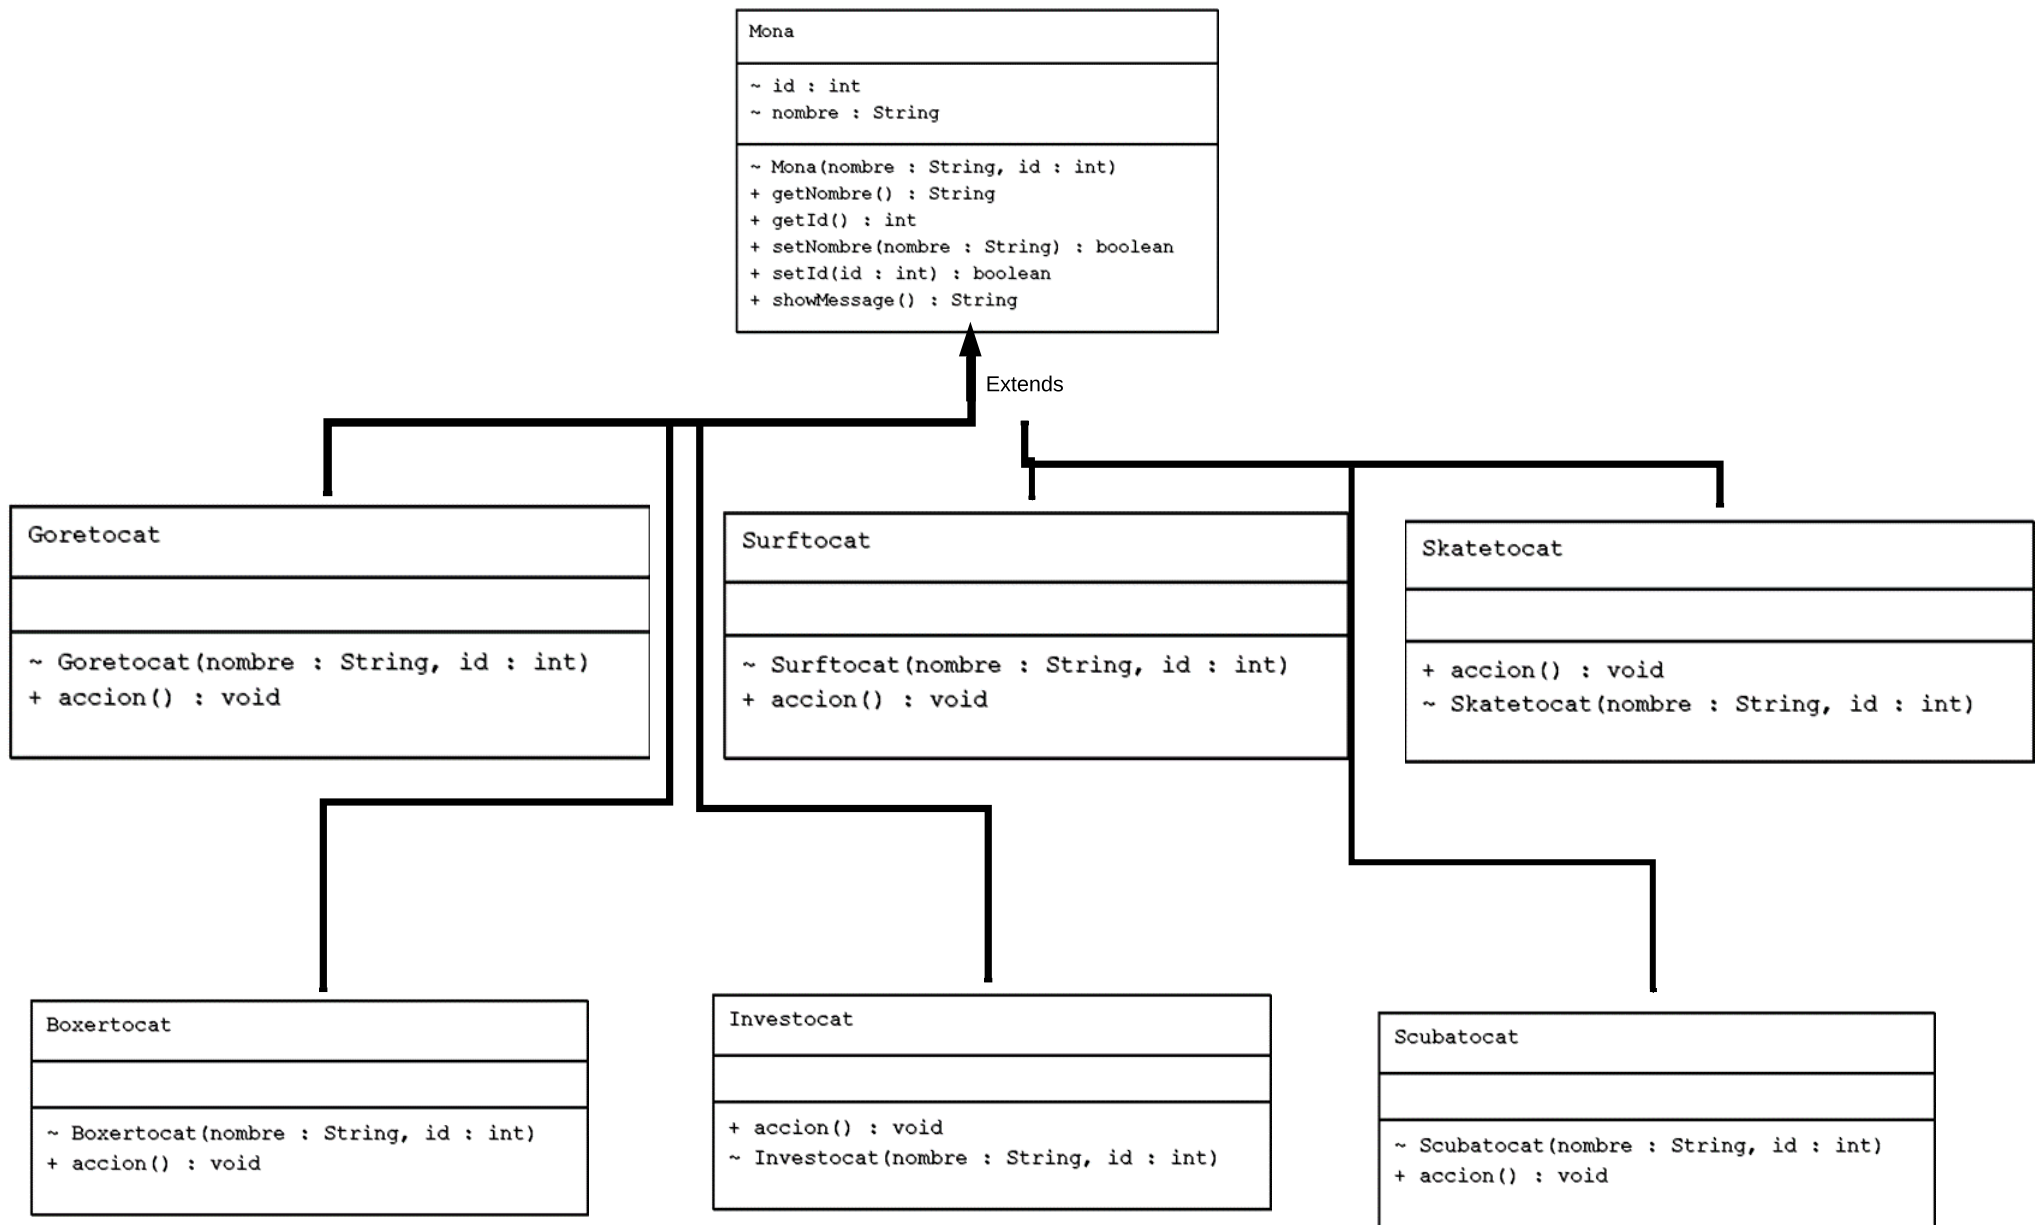 Mona
~ id : int
~ nombre : String
~ Mona(nombre : String, id : int)
+ getNombre() : String
+ getId() : int
+ setNombre(nombre : String) : boolean
+ setId(id : int) : boolean
+ showMessage() : String
Extends
Goretocat
~ Goretocat(nombre : String, id : int)
+ accion() : void
Surftocat
~ Surftocat(nombre : String, id : int)
+ accion() : void
Skatetocat
+ accion() : void
~ Skatetocat(nombre : String, id : int)
Boxertocat
~ Boxertocat(nombre : String, id : int)
+ accion() : void
Investocat
+ accion() : void
~ Investocat(nombre : String, id : int)
Scubatocat
~ Scubatocat(nombre : String, id : int)
+ accion() : void